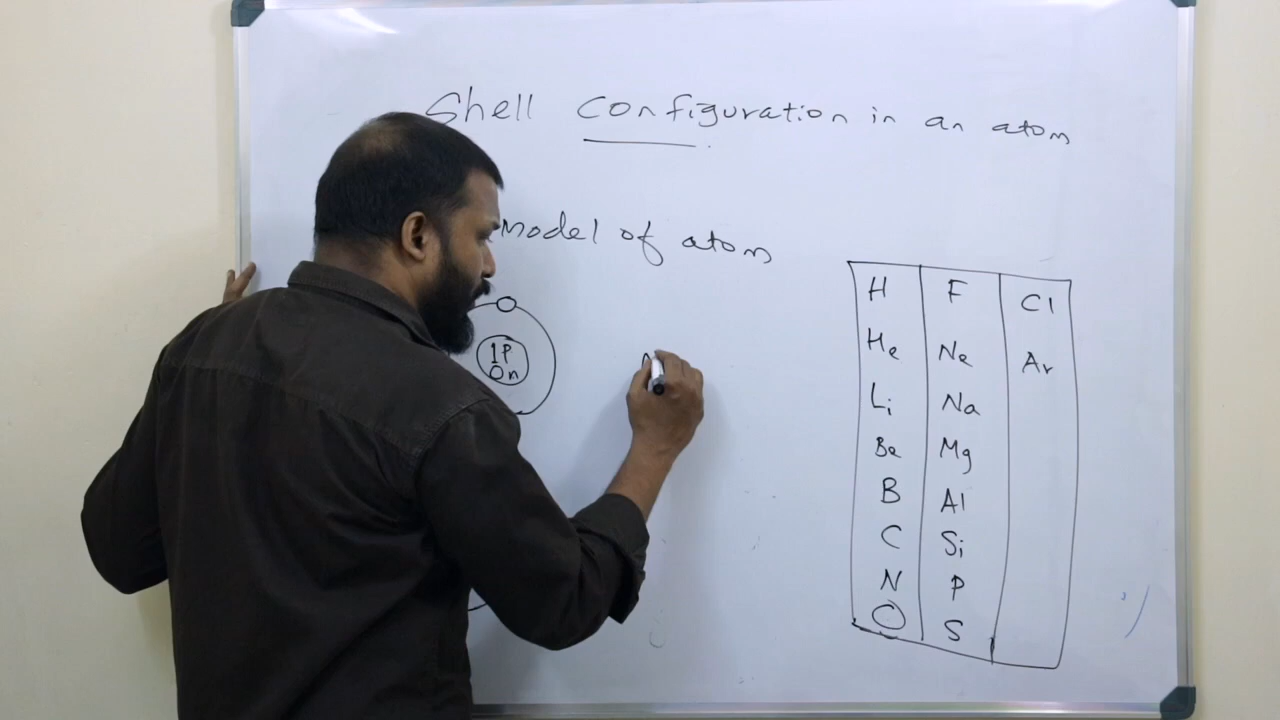 Shell Configuration in an atom
Model of atom
1P
0n
H F Cl
He Ne Ar
Li Na
Be Mg
B Al
C Si
N P
O S